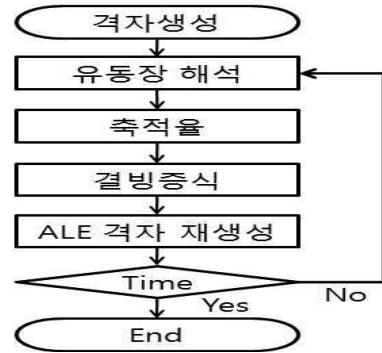 격자생성
유동장 해석
축적율
결빙증식
ALE 격자 재생성
Time
Yes
No
End